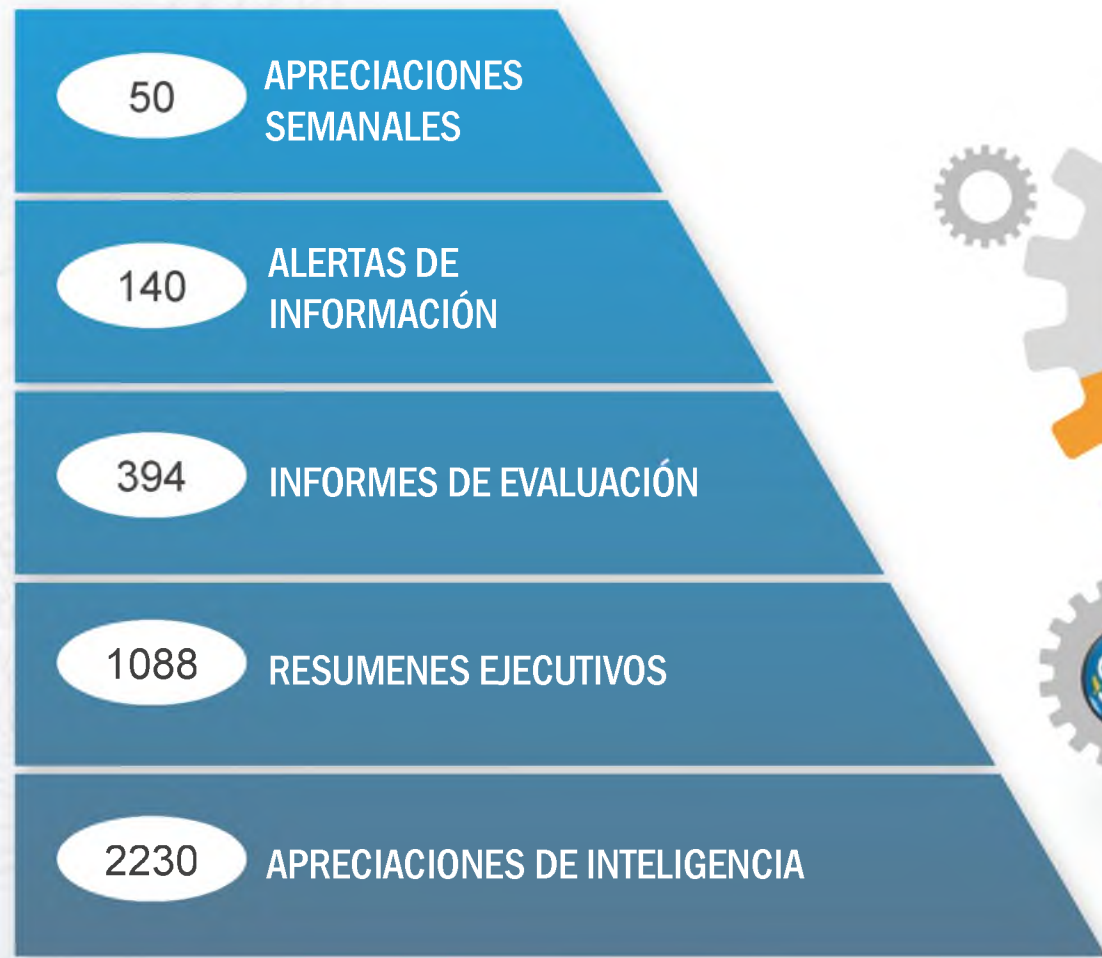 50
APRECIACIONES
SEMANALES
140
ALERTAS DE
INFORMACIÓN
394
INFORMES DE EVALUACIÓN
1088
RESUMENES EJECUTIVOS
2230
APRECIACIONES DE INTELIGENCIA